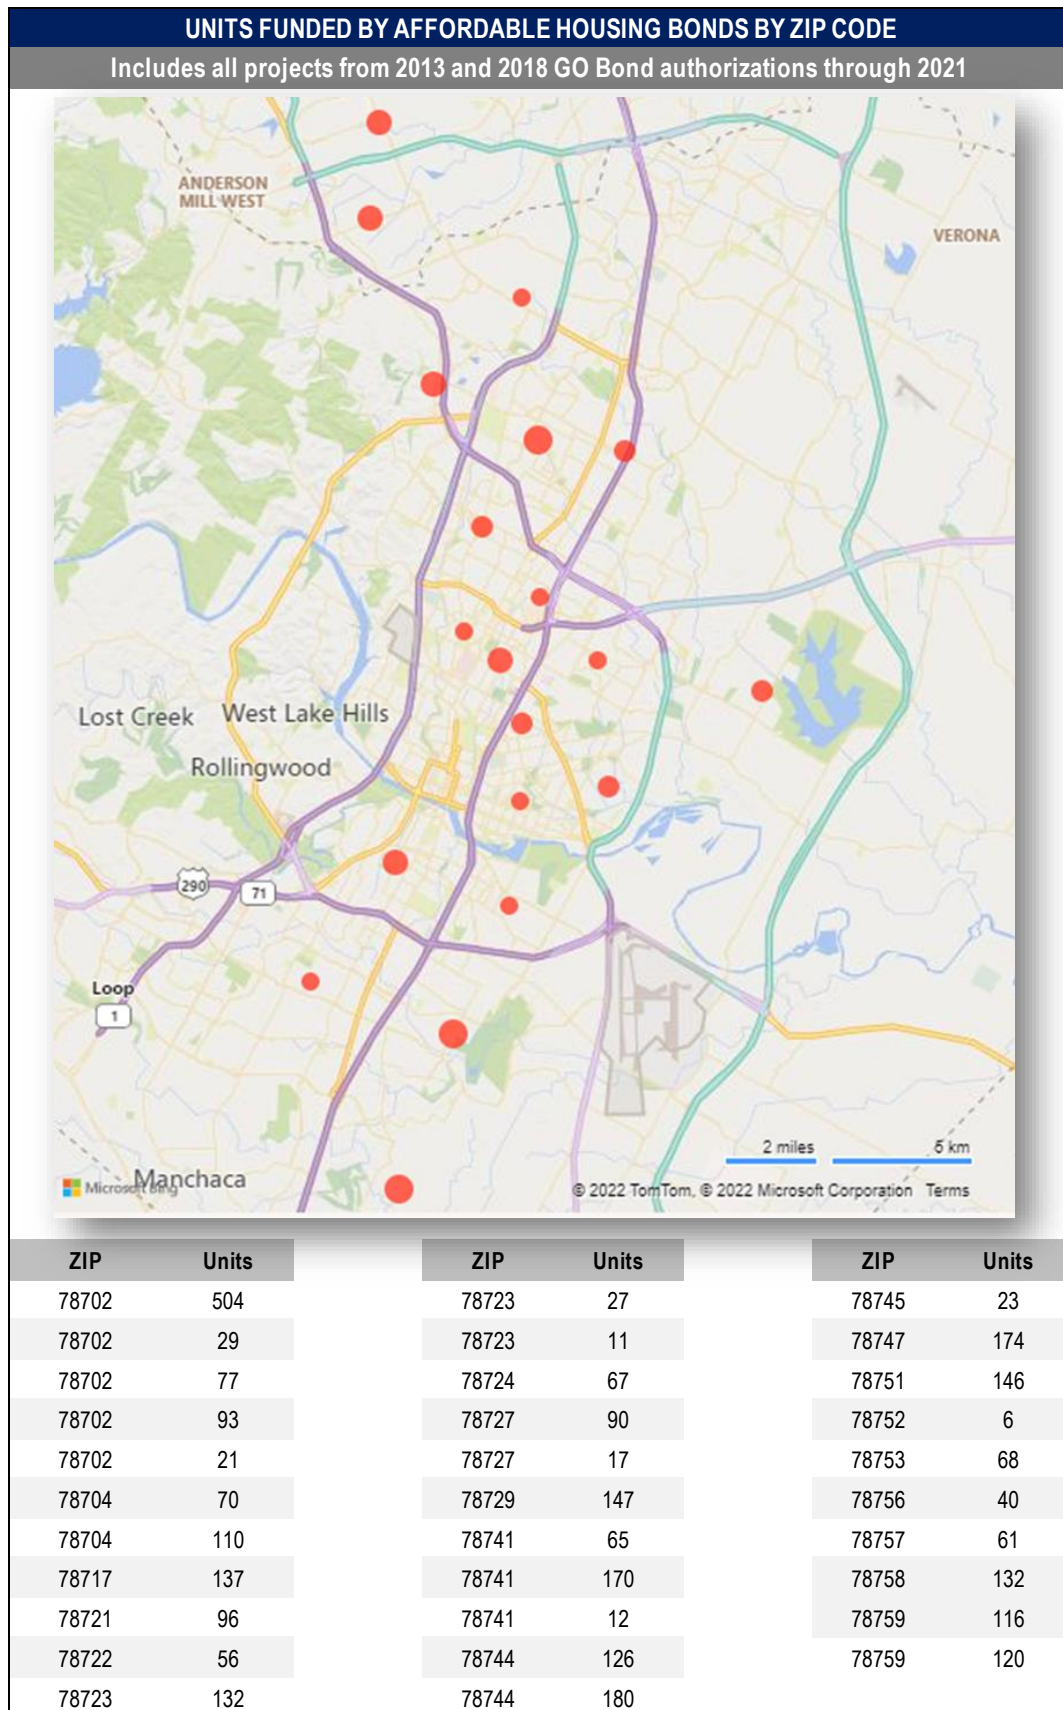 UNITS FUNDED BY AFFORDABLE HOUSING BONDS BY ZIP CODE
Includes all projects from 2013 and 2018 GO Bond authorizations through 2021
ANDERSON
MILL WEST
VERONA
Lost Creek
West Lake Hills
Rollingwood
290
71
Loop
1
2 miles
5 km
Manchaca
Microsoft Bing
© 2022 TomTom, © 2022 Microsoft Corporation Terms
ZIP Units ZIP Units ZIP Units
78702 504 78723 27 78745 23
78702 29 78723 11 78747 174
78702 77 78724 67 78751 146
78702 93 78727 90 78752 6
78702 21 78727 17 78753 68
78704 70 78729 147 78756 40
78704 110 78741 65 78757 61
78717 137 78741 170 78758 132
78721 96 78741 12 78759 116
78722 56 78744 126 78759 120
78723 132 78744 180